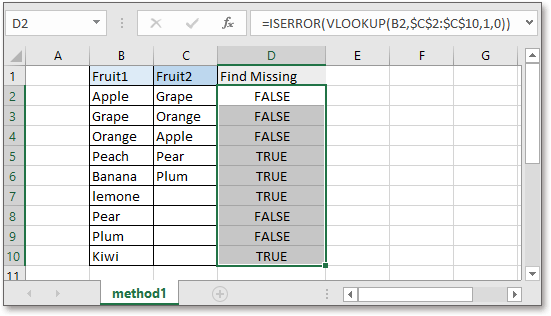 D2 =ISERROR(VLOOKUP(B2,$C$2:$C$10,1,0))
A B C D E F G
1 Fruit1 Fruit2 Find Missing
2 Apple Grape FALSE
3 Grape Orange FALSE
4 Orange Apple FALSE
5 Peach Pear TRUE
6 Banana Plum TRUE
7 lemone TRUE
8 Pear FALSE
9 Plum FALSE
10 Kiwi TRUE
11
method1